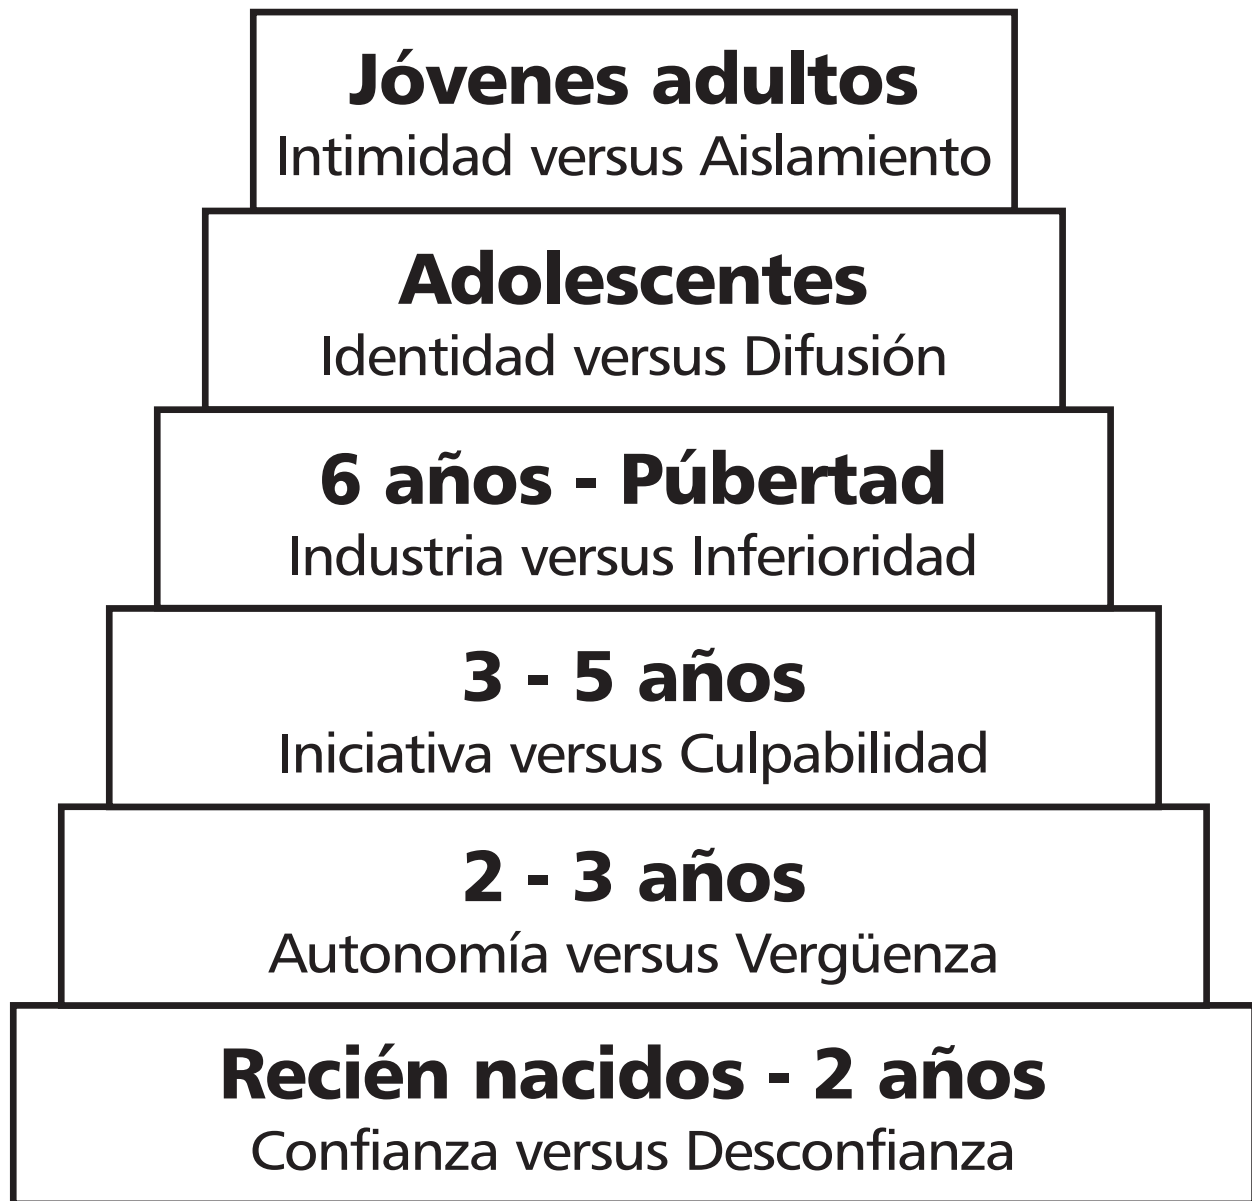 Jóvenes adultos
Intimidad versus Aislamiento
Adolescentes
Identidad versus Difusión
6 años - Púbertad
Industria versus Inferioridad
3 - 5 años
Iniciativa versus Culpabilidad
2 - 3 años
Autonomía versus Vergüenza
Recién nacidos - 2 años
Confianza versus Desconfianza